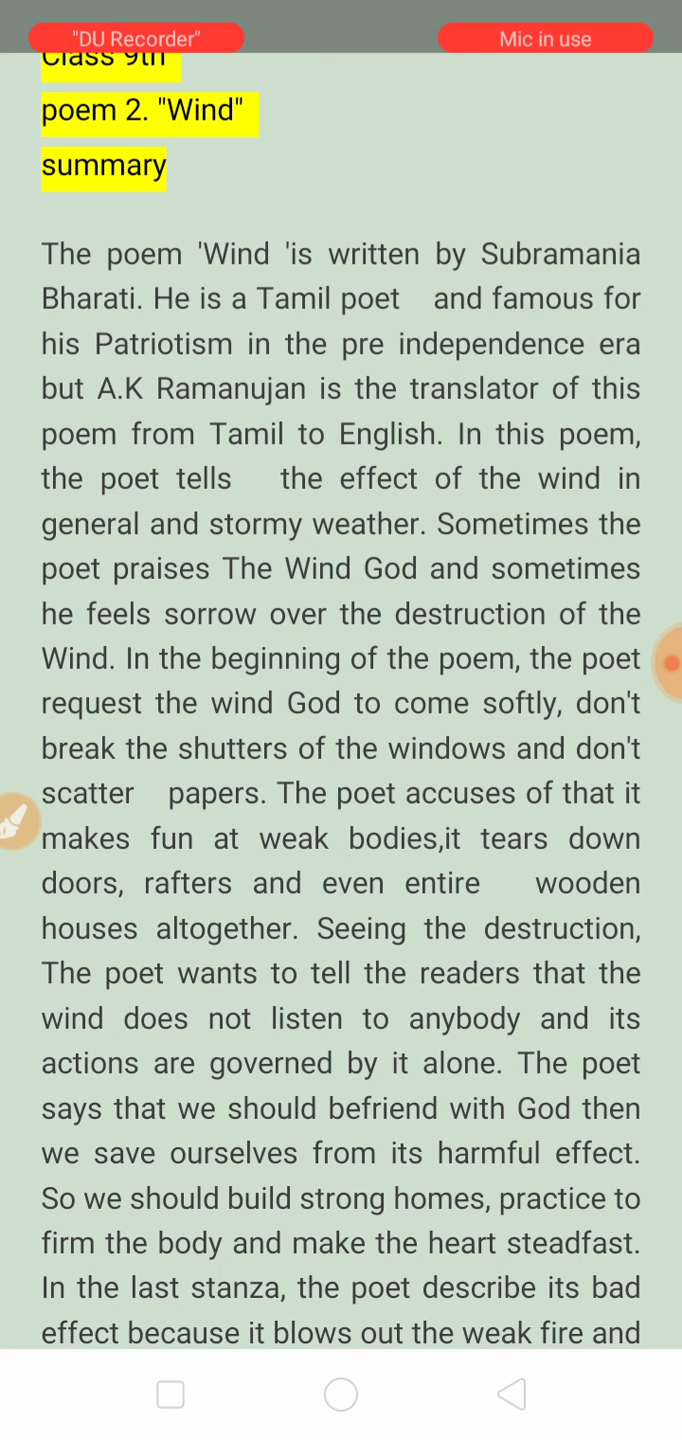 "DU Recorder" Mic in use
Class 9th
poem 2. "Wind"
summary
The poem 'Wind 'is written by Subramania
Bharati. He is a Tamil poet and famous for
his Patriotism in the pre independence era
but A.K Ramanujan is the translator of this
poem from Tamil to English. In this poem,
the poet tells the effect of the wind in
general and stormy weather. Sometimes the
poet praises The Wind God and sometimes
he feels sorrow over the destruction of the
Wind. In the beginning of the poem, the poet
request the wind God to come softly, don't
break the shutters of the windows and don't
scatter papers. The poet accuses of that it
makes fun at weak bodies,it tears down
doors, rafters and even entire wooden
houses altogether. Seeing the destruction,
The poet wants to tell the readers that the
wind does not listen to anybody and its
actions are governed by it alone. The poet
says that we should befriend with God then
we save ourselves from its harmful effect.
So we should build strong homes, practice to
firm the body and make the heart steadfast.
In the last stanza, the poet describe its bad
effect because it blows out the weak fire and